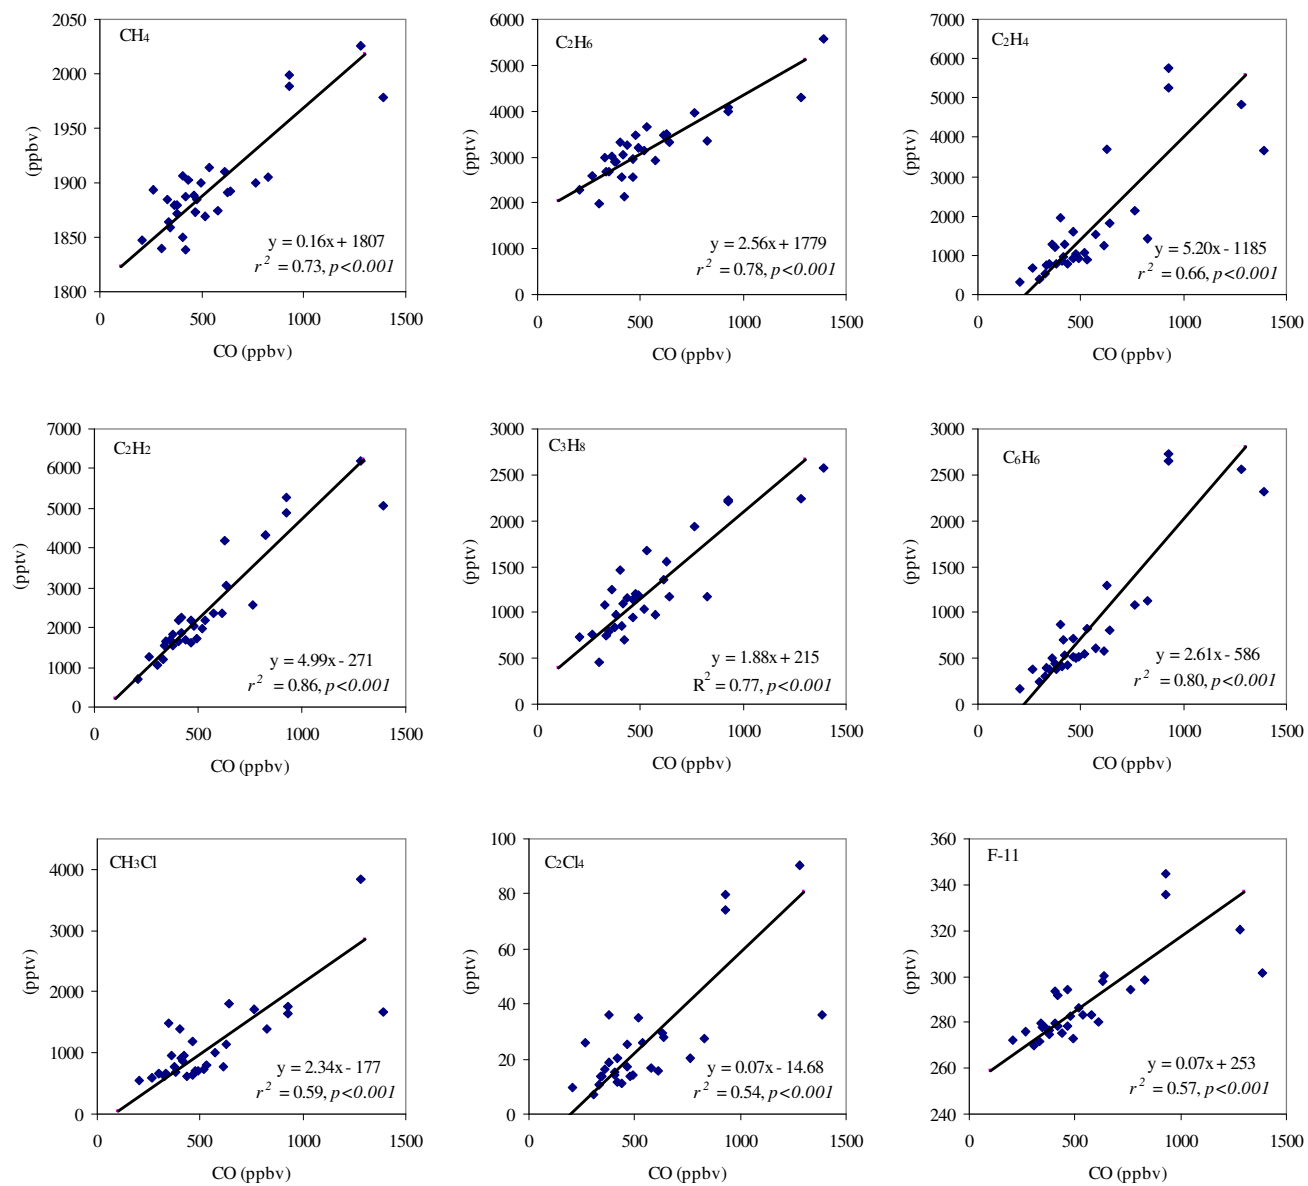 CH4
(ppbv)
2050
2000
1950
1900
1850
1800
y = 0.16x + 1807
r2 = 0.73, p<0.001
0 500 1000 1500
CO (ppbv)
C2H6
(pptv)
6000
5000
4000
3000
2000
1000
0
y = 2.56x + 1779
r2 = 0.78, p<0.001
0 500 1000 1500
CO (ppbv)
C2H4
(pptv)
7000
6000
5000
4000
3000
2000
1000
0
y = 5.20x - 1185
r2 = 0.66, p<0.001
0 500 1000 1500
CO (ppbv)
C2H2
(pptv)
7000
6000
5000
4000
3000
2000
1000
0
y = 4.99x - 271
r2 = 0.86, p<0.001
0 500 1000 1500
CO (ppbv)
C3H8
(pptv)
3000
2500
2000
1500
1000
500
0
y = 1.88x + 215
R2 = 0.77, p<0.001
0 500 1000 1500
CO (ppbv)
C6H6
(pptv)
3000
2500
2000
1500
1000
500
0
y = 2.61x - 586
r2 = 0.80, p<0.001
0 500 1000 1500
CO (ppbv)
CH3Cl
(pptv)
4000
3000
2000
1000
0
y = 2.34x - 177
r2 = 0.59, p<0.001
0 500 1000 1500
CO (ppbv)
C2Cl4
(pptv)
100
80
60
40
20
0
y = 0.07x - 14.68
r2 = 0.54, p<0.001
0 500 1000 1500
CO (ppbv)
F-11
(pptv)
360
340
320
300
280
260
240
y = 0.07x + 253
r2 = 0.57, p<0.001
0 500 1000 1500
CO (ppbv)